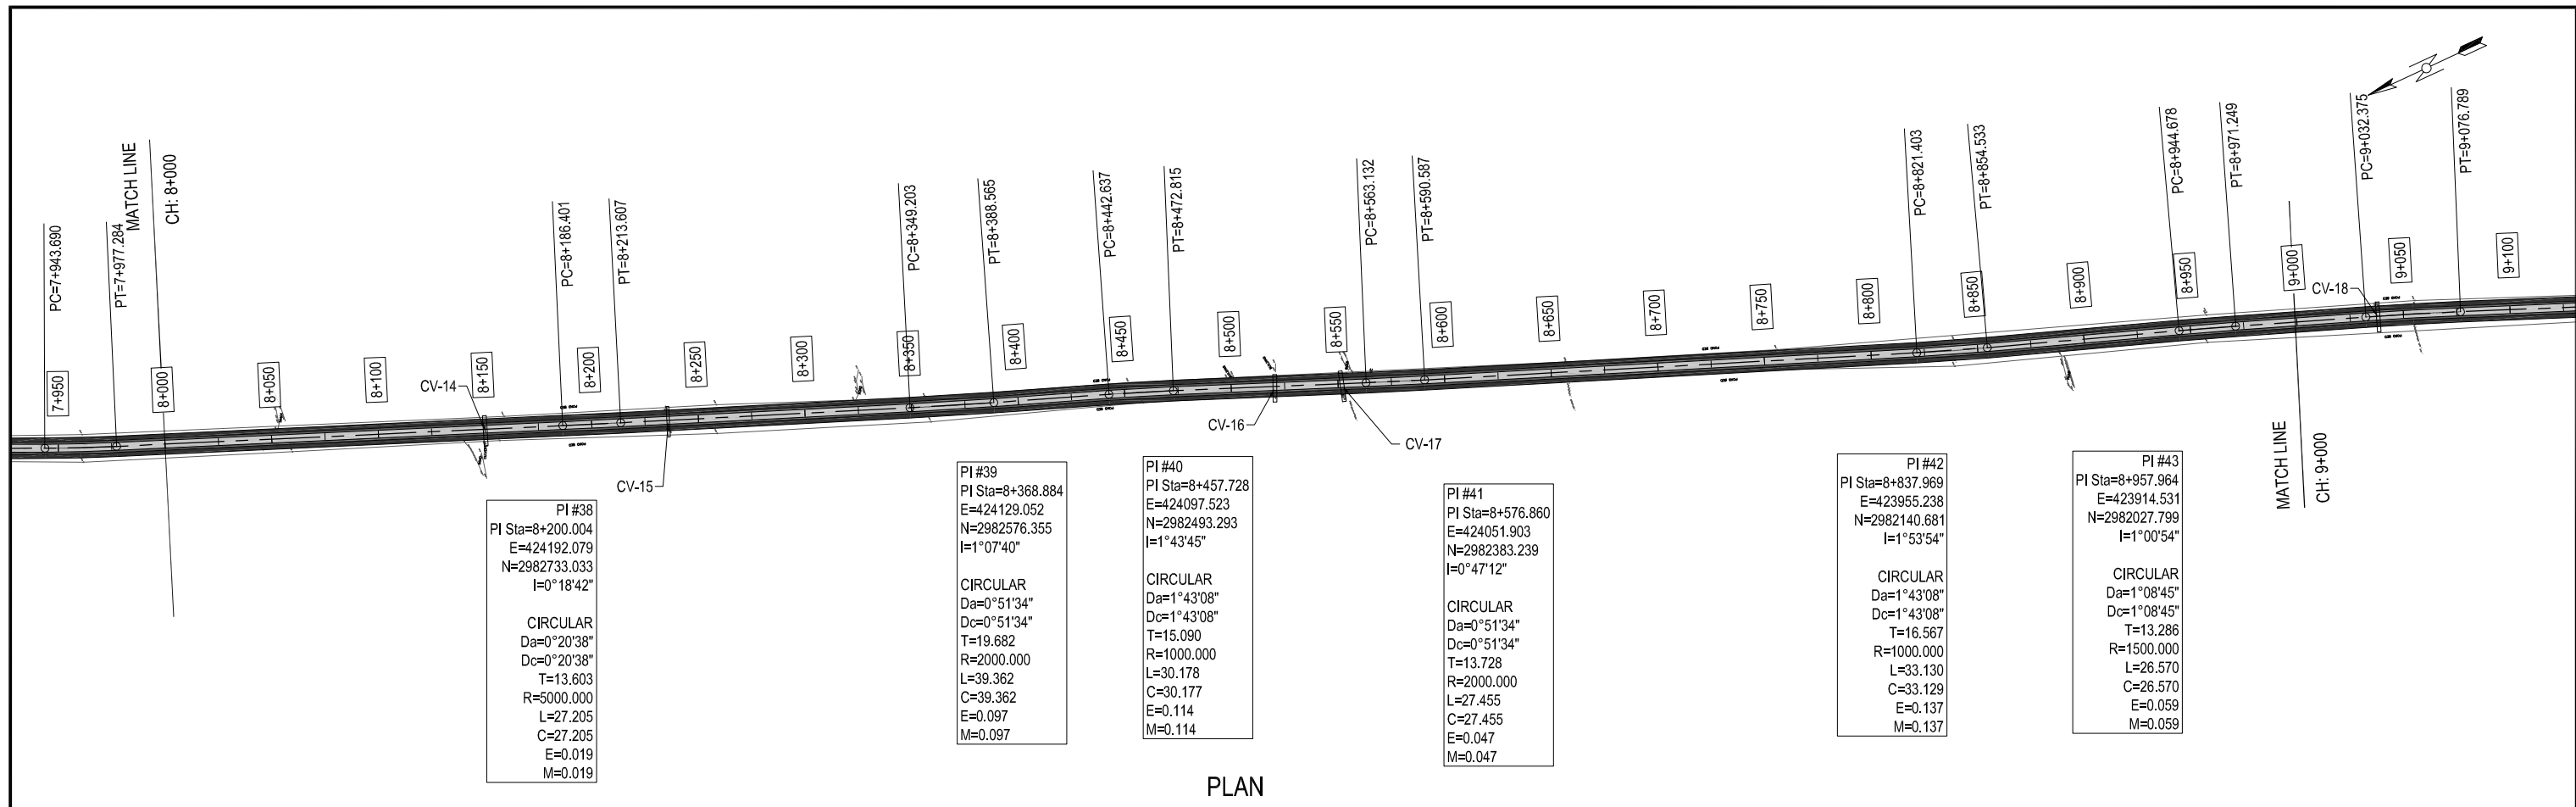 PC=7+943.690
PT=7+977.284
MATCH LINE
CH: 8+000
PC=8+186.401
PT=8+213.607
PC=8+349.203
PT=8+388.565
PC=8+442.637
PT=8+472.815
PC=8+563.132
PT=8+590.587
PC=8+821.403
PT=8+854.533
PC=8+944.678
PT=8+971.249
PC=9+032.375
PT=9+076.789
7+950
8+000
8+050
8+100
8+150
8+200
8+250
8+300
8+350
8+400
8+450
8+500
8+550
8+600
8+650
8+700
8+750
8+800
8+850
8+900
8+950
9+000
9+050
9+100
CV-14
CV-15
CV-16
CV-17
CV-18
MATCH LINE
CH: 9+000
PI #38
PI Sta=8+200.004
E=424192.079
N=2982733.033
I=0°18'42"
CIRCULAR
Da=0°20'38"
Dc=0°20'38"
T=13.603
R=5000.000
L=27.205
C=27.205
E=0.019
M=0.019
PI #39
PI Sta=8+368.884
E=424129.052
N=2982576.355
I=1°07'40"
CIRCULAR
Da=0°51'34"
Dc=0°51'34"
T=19.682
R=2000.000
L=39.362
C=39.362
E=0.097
M=0.097
PI #40
PI Sta=8+457.728
E=424097.523
N=2982493.293
I=1°43'45"
CIRCULAR
Da=1°43'08"
Dc=1°43'08"
T=15.090
R=1000.000
L=30.178
C=30.177
E=0.114
M=0.114
PI #41
PI Sta=8+576.860
E=424051.903
N=2982383.239
I=0°47'12"
CIRCULAR
Da=0°51'34"
Dc=0°51'34"
T=13.728
R=2000.000
L=27.455
C=27.455
E=0.047
M=0.047
PI #42
PI Sta=8+837.969
E=423955.238
N=2982140.681
I=1°53'54"
CIRCULAR
Da=1°43'08"
Dc=1°43'08"
T=16.567
R=1000.000
L=33.130
C=33.129
E=0.137
M=0.137
PI #43
PI Sta=8+957.964
E=423914.531
N=2982027.799
I=1°00'54"
CIRCULAR
Da=1°08'45"
Dc=1°08'45"
T=13.286
R=1500.000
L=26.570
C=26.570
E=0.059
M=0.059
PLAN